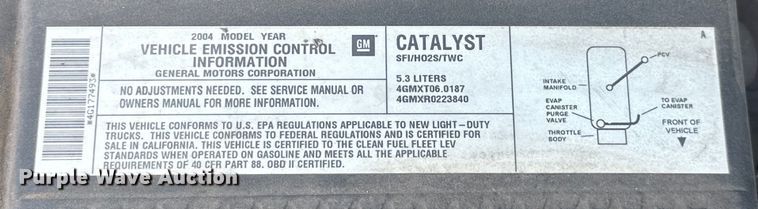 2004 MODEL YEAR
VEHICLE EMISSION CONTROL
INFORMATION
GENERAL MOTORS CORPORATION
GM
CATALYST
SFI/HO2S/TWC
NO ADJUSTMENTS NEEDED. SEE SERVICE MANUAL OR
OWNERS MANUAL FOR MORE INFORMATION.
5.3 LITERS
4GMXT06.0187
4GMXR0223840
THIS VEHICLE CONFORMS TO U.S. EPA REGULATIONS APPLICABLE TO NEW LIGHT-DUTY
TRUCKS. THIS VEHICLE CONFORMS TO FEDERAL REGULATIONS AND IS CERTIFIED FOR
SALE IN CALIFORNIA. THIS VEHICLE IS CERTIFIED TO THE CLEAN FUEL FLEET LEV
STANDARDS WHEN OPERATED ON GASOLINE AND MEETS ALL THE APPLICABLE
REQUIREMENTS OF 40 CFR PART 88. OBD II CERTIFIED.
*4G177493*
A
PCV
INTAKE
MANIFOLD
EVAP
CANISTER
PURGE
VALVE
THROTTLE
BODY
TO EVAP
CANISTER
FRONT OF
VEHICLE
Purple Wave Auction